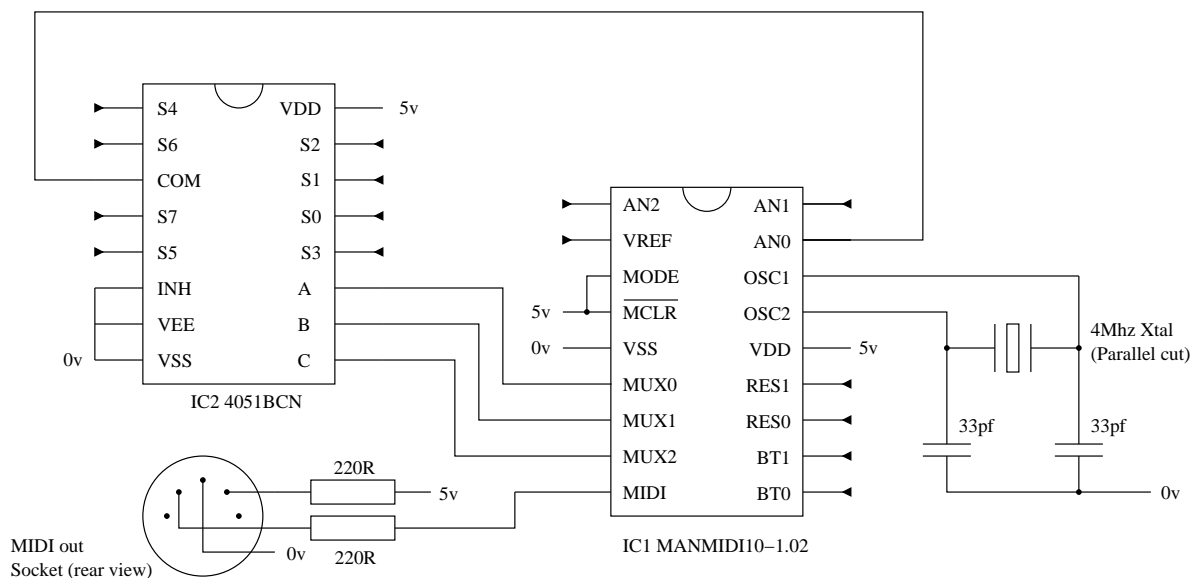 S4 VDD 5v
S6 S2
COM S1
S7 S0
S5 S3
INH A
VEE B
0v VSS C
IC2 4051BCN
AN2 AN1
VREF AN0
MODE OSC1
5v MCLR OSC2
0v VSS VDD 5v
MUX0 RES1
MUX1 RES0
MUX2 BT1
MIDI BT0
IC1 MANMIDI10−1.02
4Mhz Xtal
(Parallel cut)
33pf 33pf
0v
220R
5v
0v
220R
MIDI out
Socket (rear view)